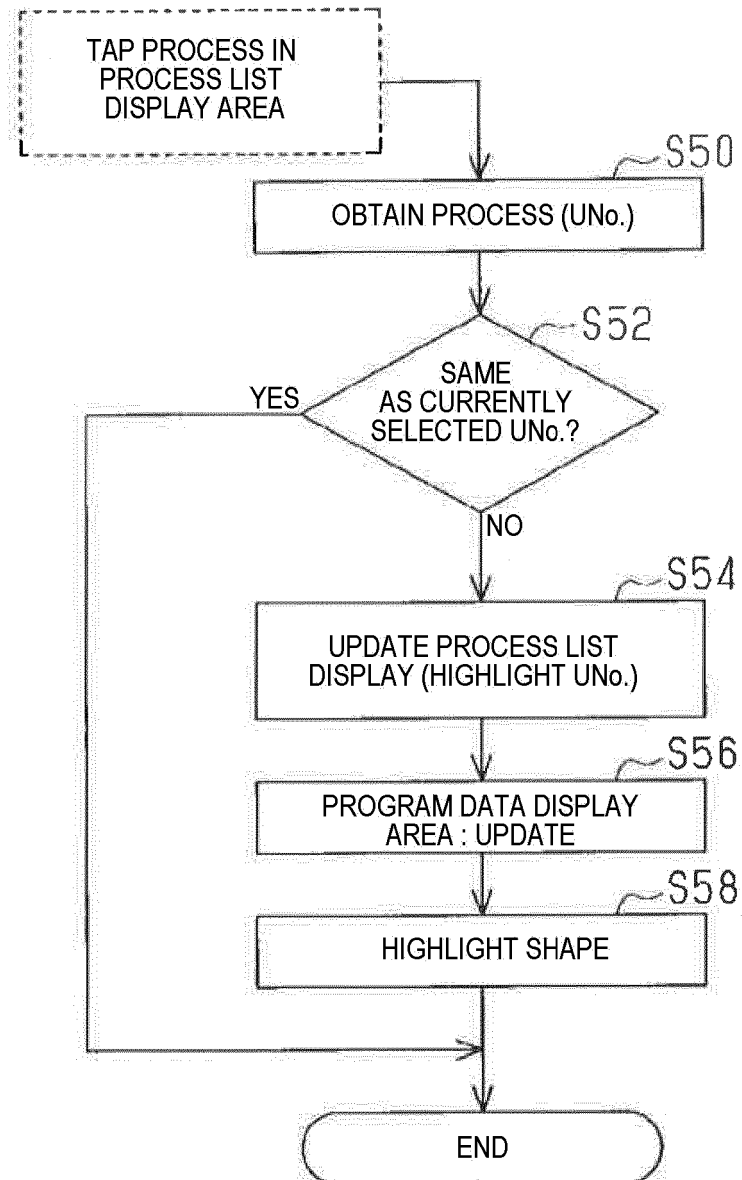 TAP PROCESS IN
PROCESS LIST
DISPLAY AREA
S50
OBTAIN PROCESS (UNo.)
S52
SAME
AS CURRENTLY
SELECTED UNo.?
YES
NO
S54
UPDATE PROCESS LIST
DISPLAY (HIGHLIGHT UNo.)
S56
PROGRAM DATA DISPLAY
AREA : UPDATE
S58
HIGHLIGHT SHAPE
END